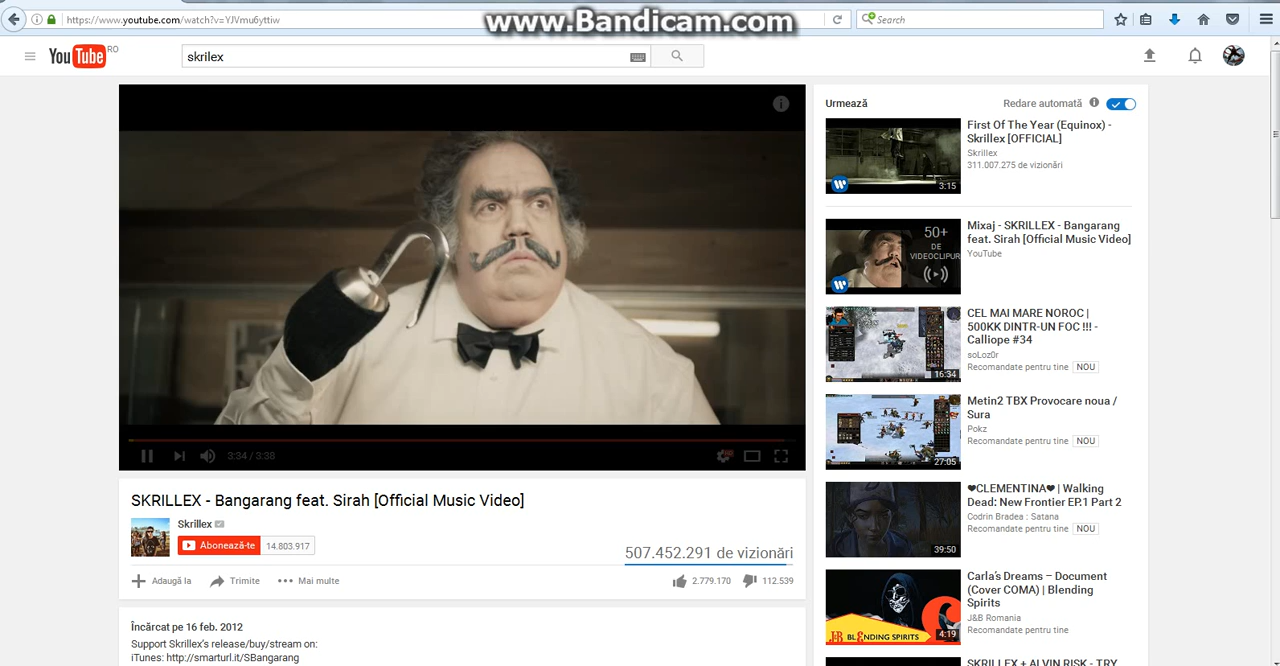 https://www.youtube.com/watch?v=YJVmu6yttiw
www.Bandicam.com
Search
YouTube RO
skrilex
3:34 / 3:38
SKRILLEX - Bangarang feat. Sirah [Official Music Video]
Skrillex
Abonează-te 14.803.917
507.452.291 de vizionări
Adaugă la Trimite Mai multe
2.779.170 112.539
Încărcat pe 16 feb. 2012
Support Skrillex's release/buy/stream on:
iTunes: http://smarturl.it/SBangarang
Urmează
Redare automată
3:15
First Of The Year (Equinox) -
Skrillex [OFFICIAL]
Skrillex
311.007.275 de vizionări
50+
DE
VIDEOCLIPURI
Mixaj - SKRILLEX - Bangarang
feat. Sirah [Official Music Video]
YouTube
16:34
CEL MAI MARE NOROC |
500KK DINTR-UN FOC !!! -
Calliope #34
soLoz0r
Recomandate pentru tine NOU
27:05
Metin2 TBX Provocare noua /
Sura
Pokz
Recomandate pentru tine NOU
39:50
❤CLEMENTINA❤ | Walking
Dead: New Frontier EP.1 Part 2
Codrin Bradea : Satana
Recomandate pentru tine NOU
J&B BLENDING SPIRITS
4:19
Carla's Dreams – Document
(Cover COMA) | Blending
Spirits
J&B Romania
Recomandate pentru tine
SKRILLEX + ALVIN RISK - TRY